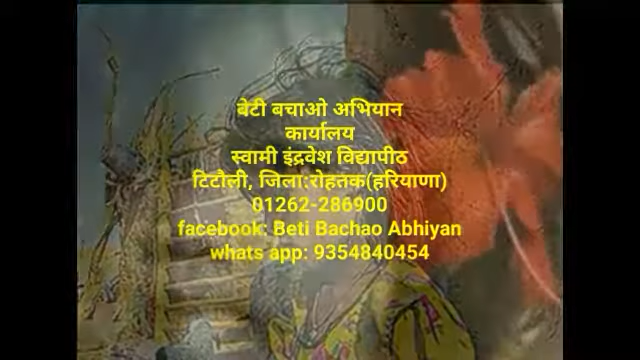 बेटी बचाओ अभियान
कार्यालय
स्वामी इंद्रवेश विद्यापीठ
टिटौली, जिला:रोहतक(हरियाणा)
01262-286900
facebook: Beti Bachao Abhiyan
whats app: 9354840454